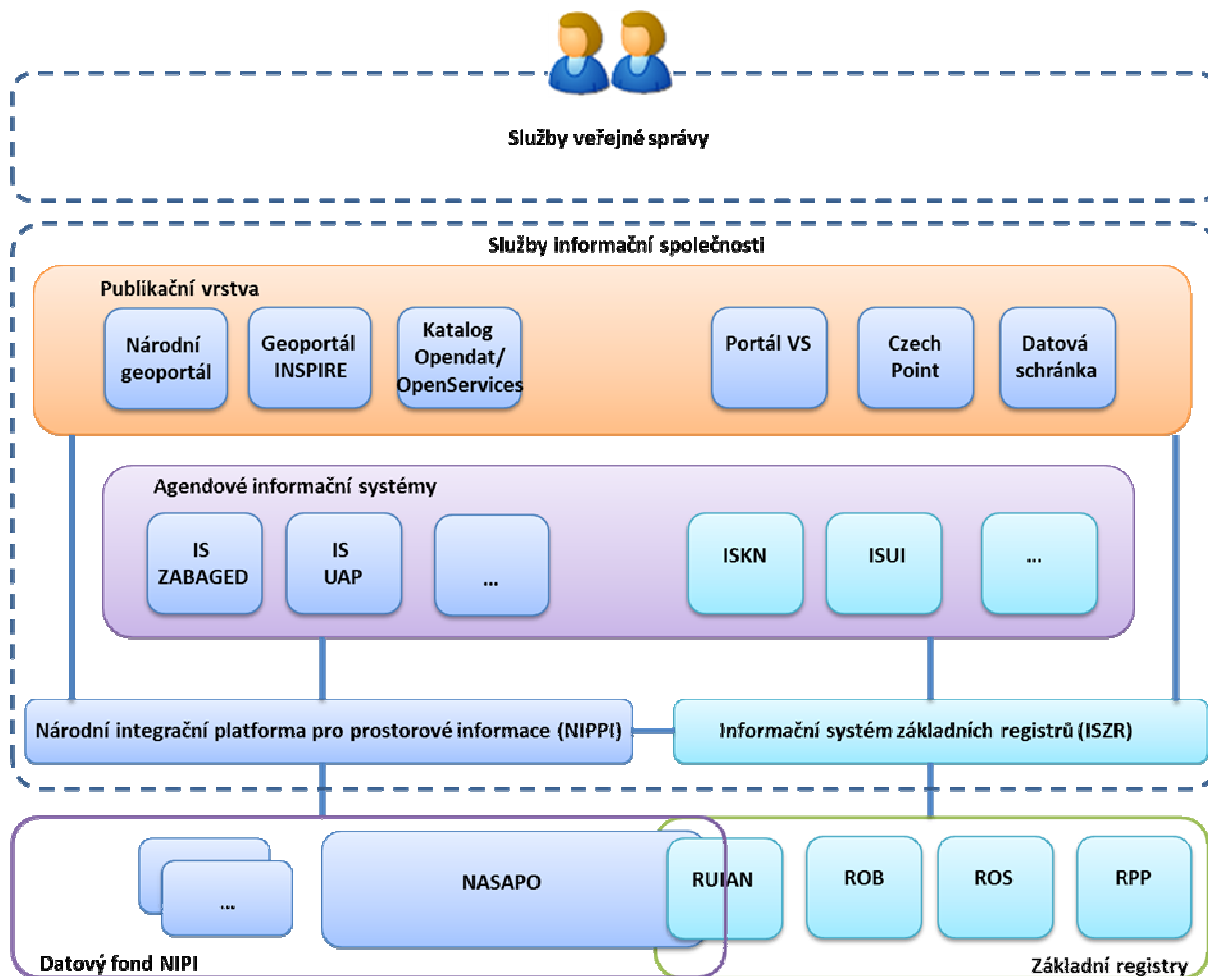 Služby veřejné správy
Služby informační společnosti
Publikační vrstva
Národní
geoportál
Geoportál
INSPIRE
Katalog
Opendat/
OpenServices
Portál VS
Czech
Point
Datová
schránka
Agendové informační systémy
IS
ZABAGED
IS
UAP
...
ISKN
ISUI
...
Národní integrační platforma pro prostorové informace (NIPPI)
Informační systém základních registrů (ISZR)
...
NASAPO
RUIAN
ROB
ROS
RPP
Datový fond NIPI
Základní registry